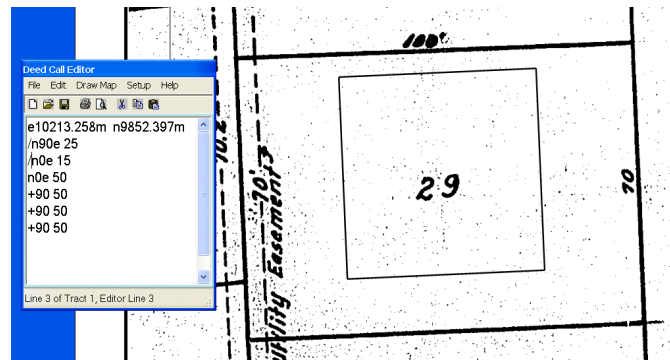 Deed Call Editor
File Edit Draw Map Setup Help
e10213.258m n9852.397m
/n90e 25
/n0e 15
n0e 50
+90 50
+90 50
+90 50
Line 3 of Tract 1, Editor Line 3
100'
29
70
10'
Utility Easement